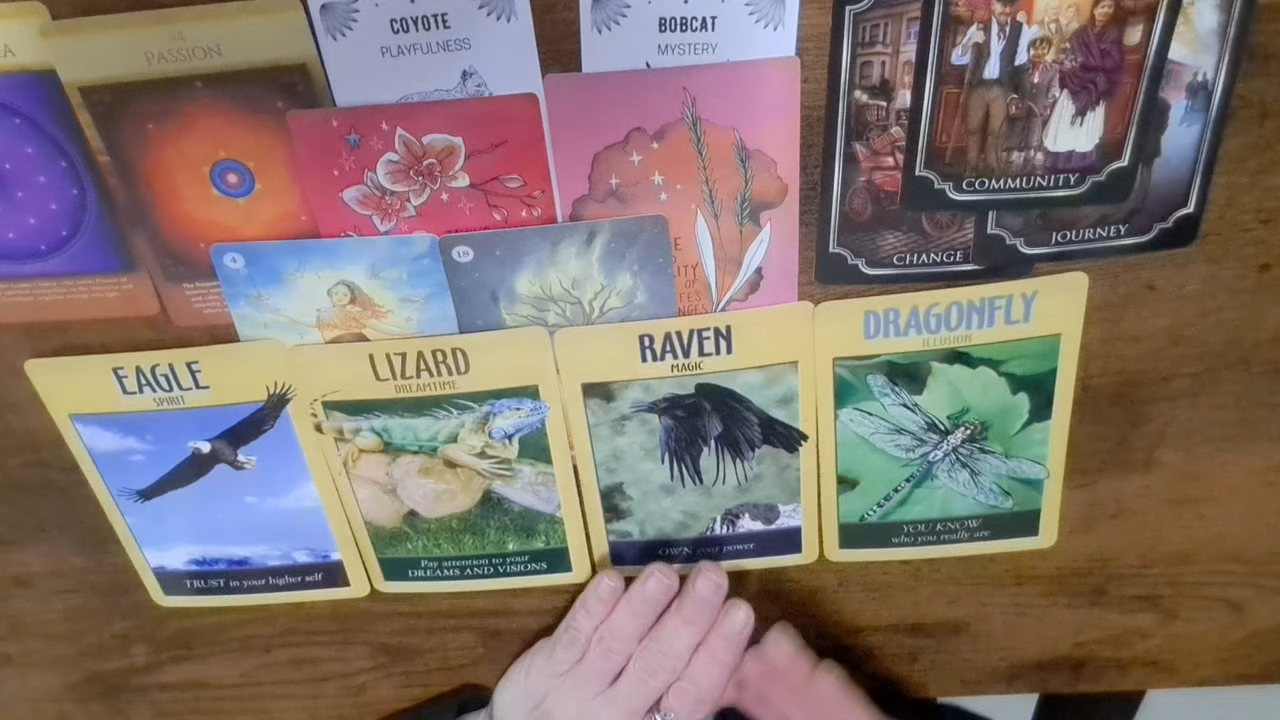 34
PASSION
COYOTE
PLAYFULNESS
BOBCAT
MYSTERY
COMMUNITY
JOURNEY
CHANGE
4
18
OF
EAGLE
SPIRIT
TRUST in your higher self
LIZARD
DREAMTIME
Pay attention to your
DREAMS AND VISIONS
RAVEN
MAGIC
OWN your power
DRAGONFLY
ILLUSION
YOU KNOW
who you really are